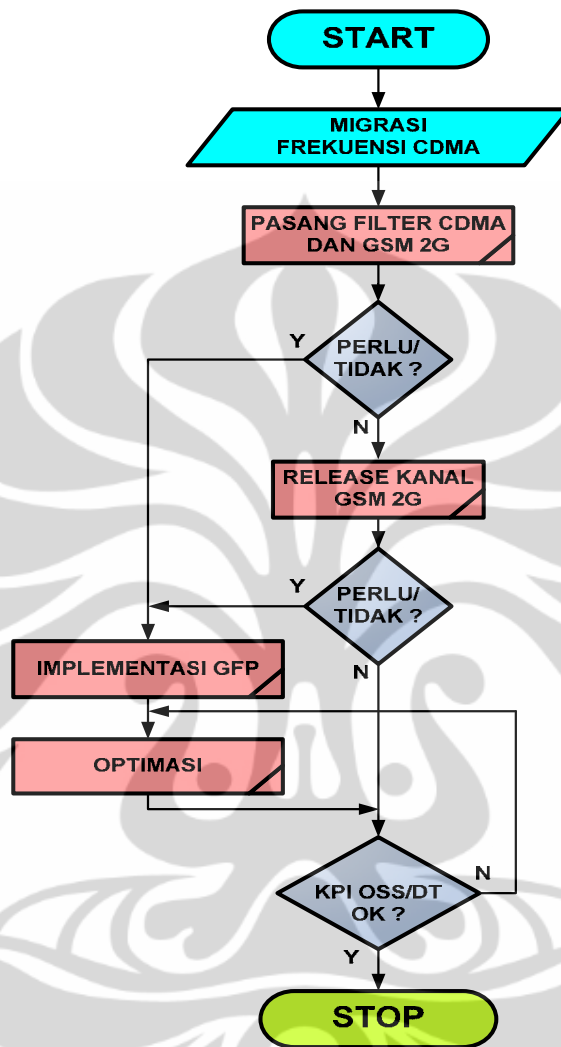 START
MIGRASI
FREKUENSI CDMA
PASANG FILTER CDMA
DAN GSM 2G
Y
PERLU/
TIDAK ?
N
RELEASE KANAL
GSM 2G
Y
PERLU/
TIDAK ?
N
IMPLEMENTASI GFP
OPTIMASI
KPI OSS/DT
OK ?
N
Y
STOP